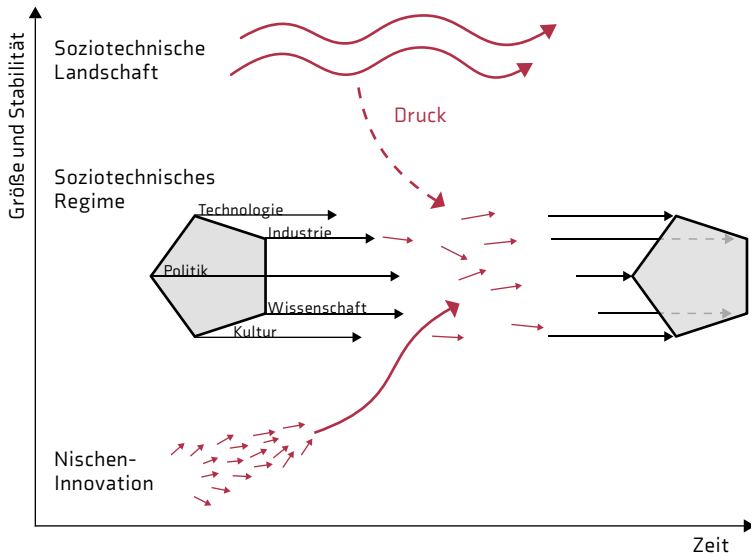 Größe und Stabilität
Soziotechnische
Landschaft
Druck
Soziotechnisches
Regime
Technologie
Industrie
Politik
Wissenschaft
Kultur
Nischen-
Innovation
Zeit